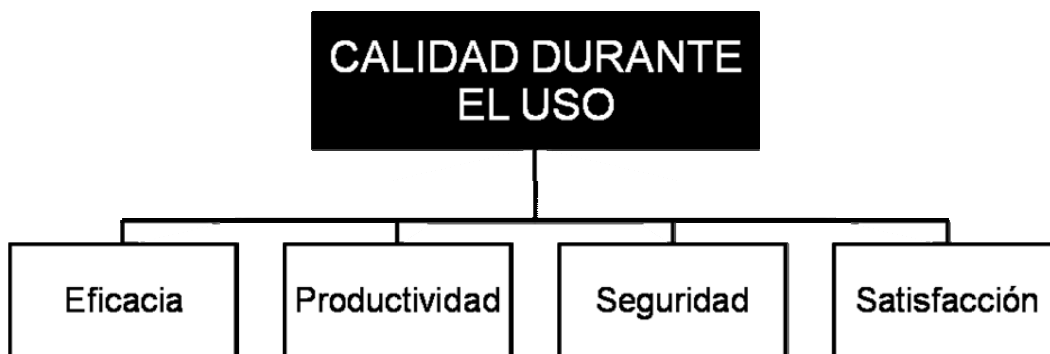 CALIDAD DURANTE
EL USO
Eficacia
Productividad
Seguridad
Satisfacción